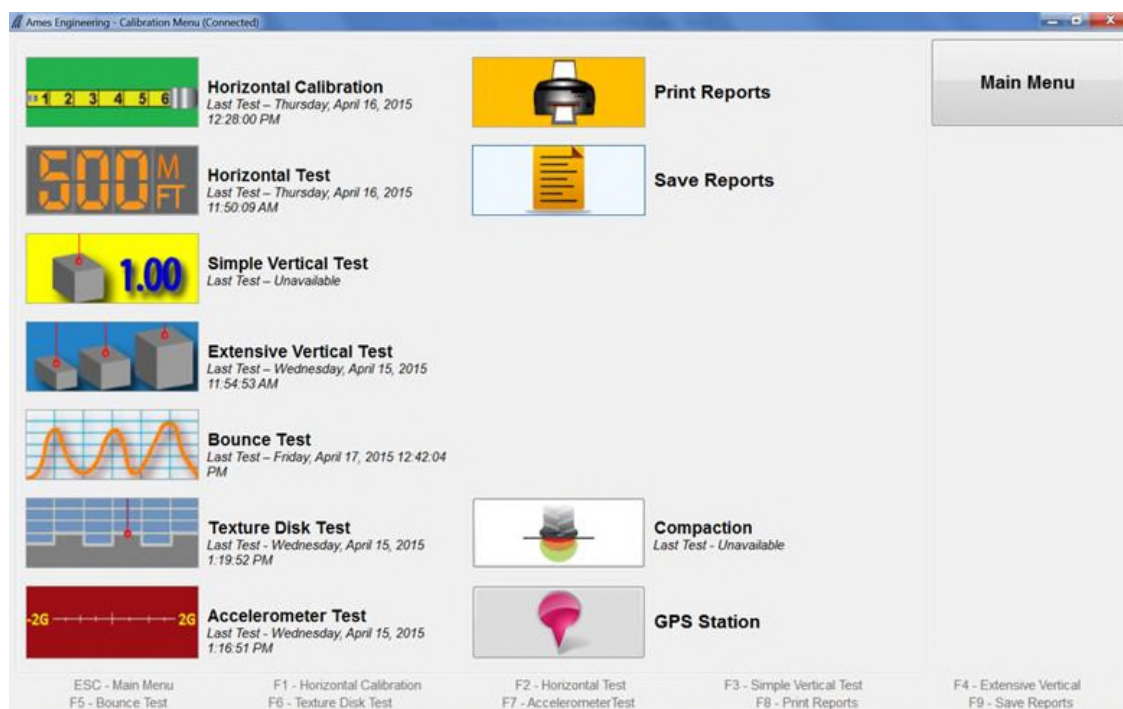 Ames Engineering - Calibration Menu (Connected)
1 2 3 4 5 6
Horizontal Calibration
Last Test – Thursday, April 16, 2015
12:28:00 PM
500 M
FT
Horizontal Test
Last Test – Thursday, April 16, 2015
11:50:09 AM
1.00
Simple Vertical Test
Last Test – Unavailable
Extensive Vertical Test
Last Test – Wednesday, April 15, 2015
11:54:53 AM
Bounce Test
Last Test – Friday, April 17, 2015 12:42:04
PM
Texture Disk Test
Last Test - Wednesday, April 15, 2015
1:19:52 PM
-2G 2G
Accelerometer Test
Last Test - Wednesday, April 15, 2015
1:16:51 PM
Print Reports
Save Reports
Compaction
Last Test - Unavailable
GPS Station
Main Menu
ESC - Main Menu F1 - Horizontal Calibration F2 - Horizontal Test F3 - Simple Vertical Test F4 - Extensive Vertical
F5 - Bounce Test F6 - Texture Disk Test F7 - AccelerometerTest F8 - Print Reports F9 - Save Reports